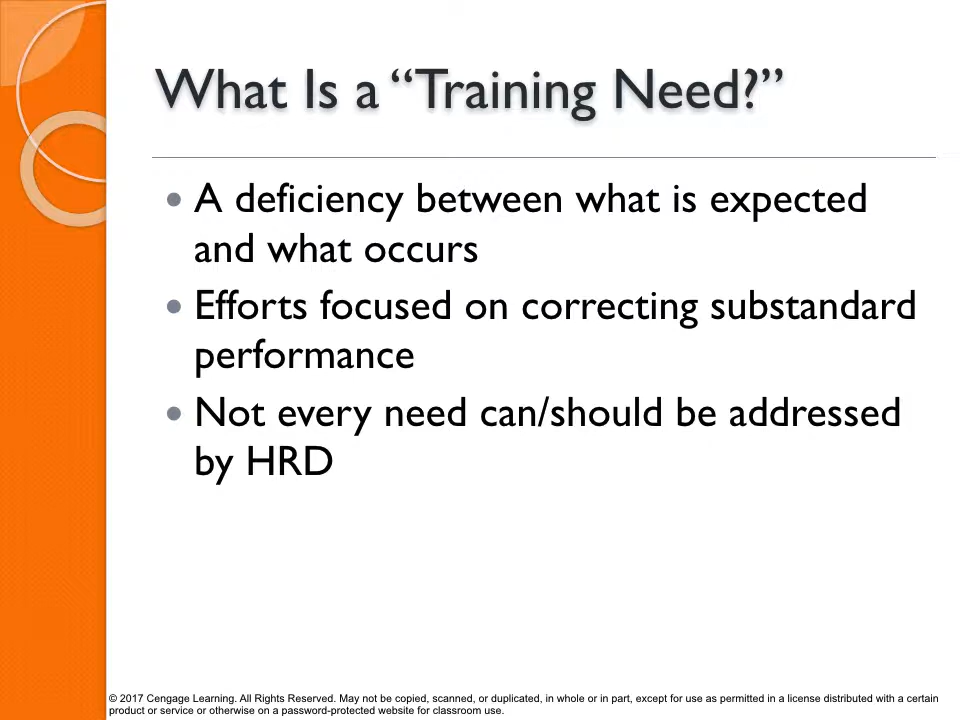 What Is a “Training Need?”
• A deficiency between what is expected
and what occurs
• Efforts focused on correcting substandard
performance
• Not every need can/should be addressed
by HRD
© 2017 Cengage Learning. All Rights Reserved. May not be copied, scanned, or duplicated, in whole or in part, except for use as permitted in a license distributed with a certain
product or service or otherwise on a password-protected website for classroom use.